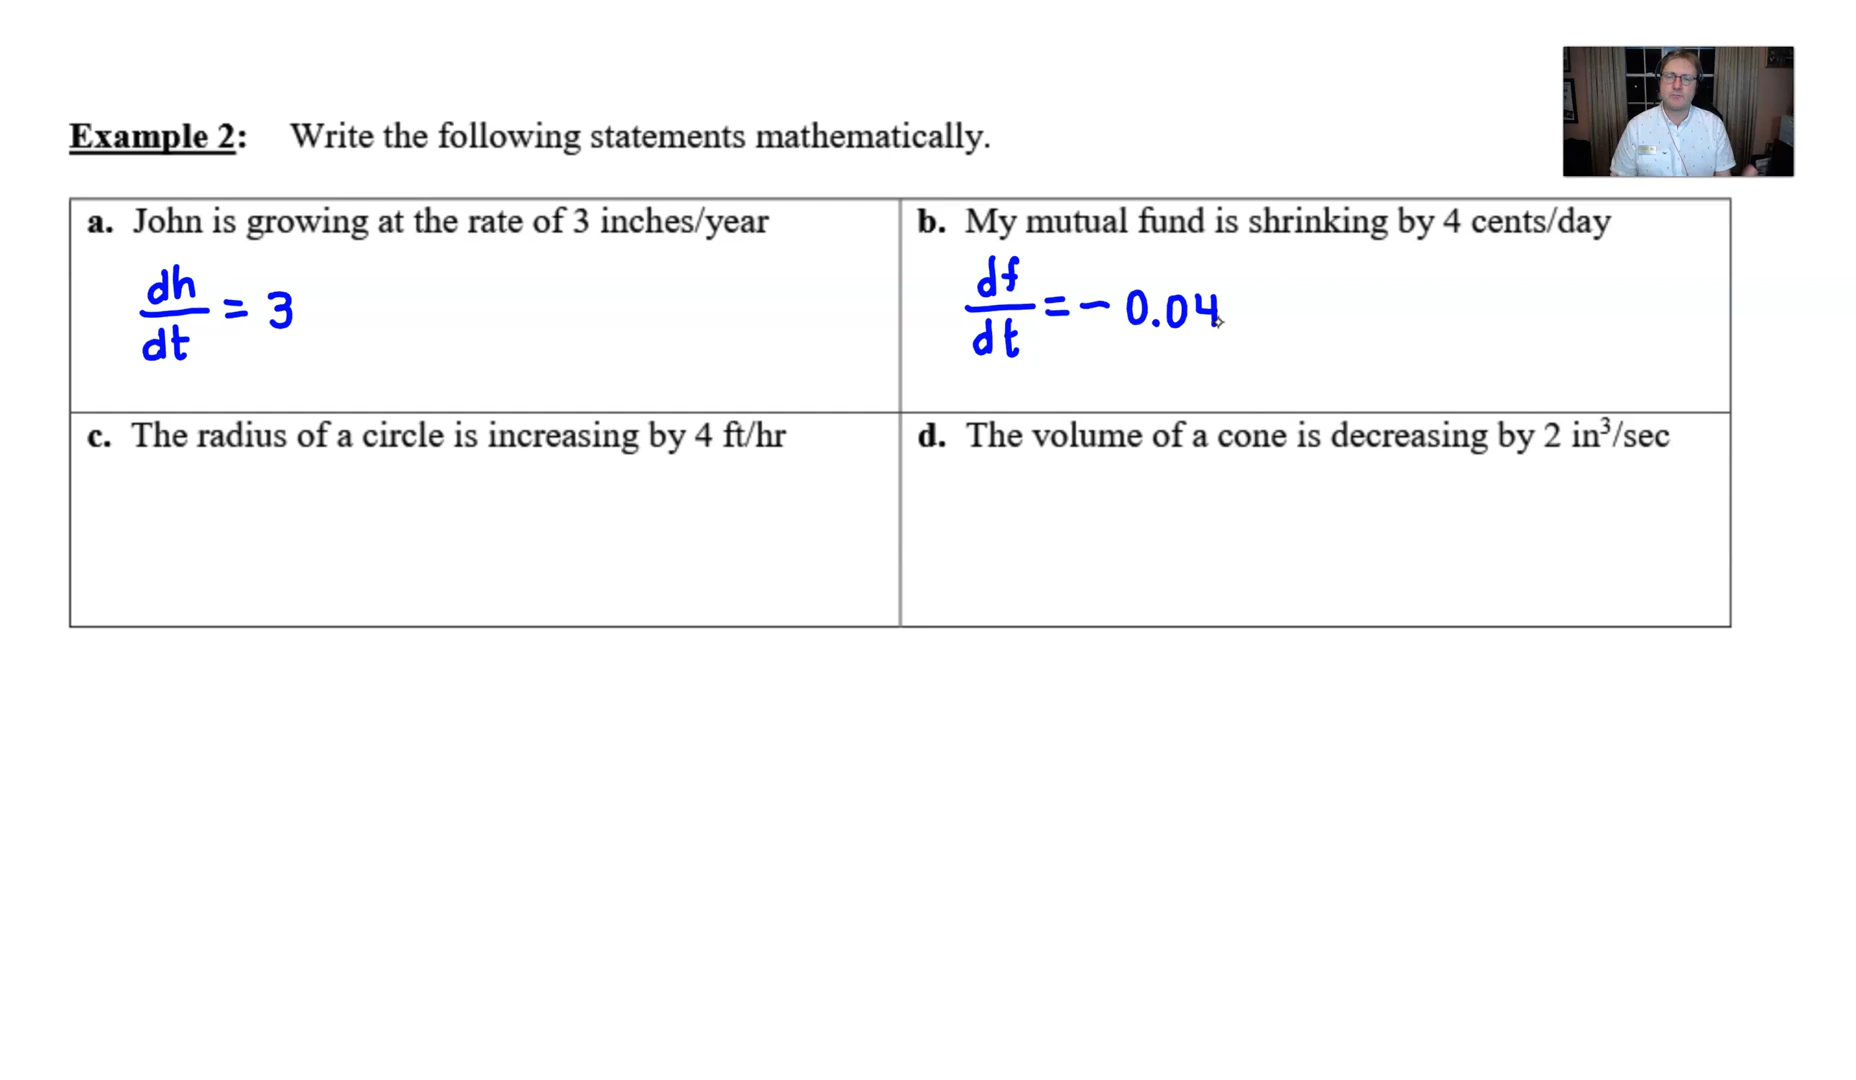 Example 2: Write the following statements mathematically.
a. John is growing at the rate of 3 inches/year
dh/dt = 3
b. My mutual fund is shrinking by 4 cents/day
df/dt = - 0.04
c. The radius of a circle is increasing by 4 ft/hr
d. The volume of a cone is decreasing by 2 in³/sec